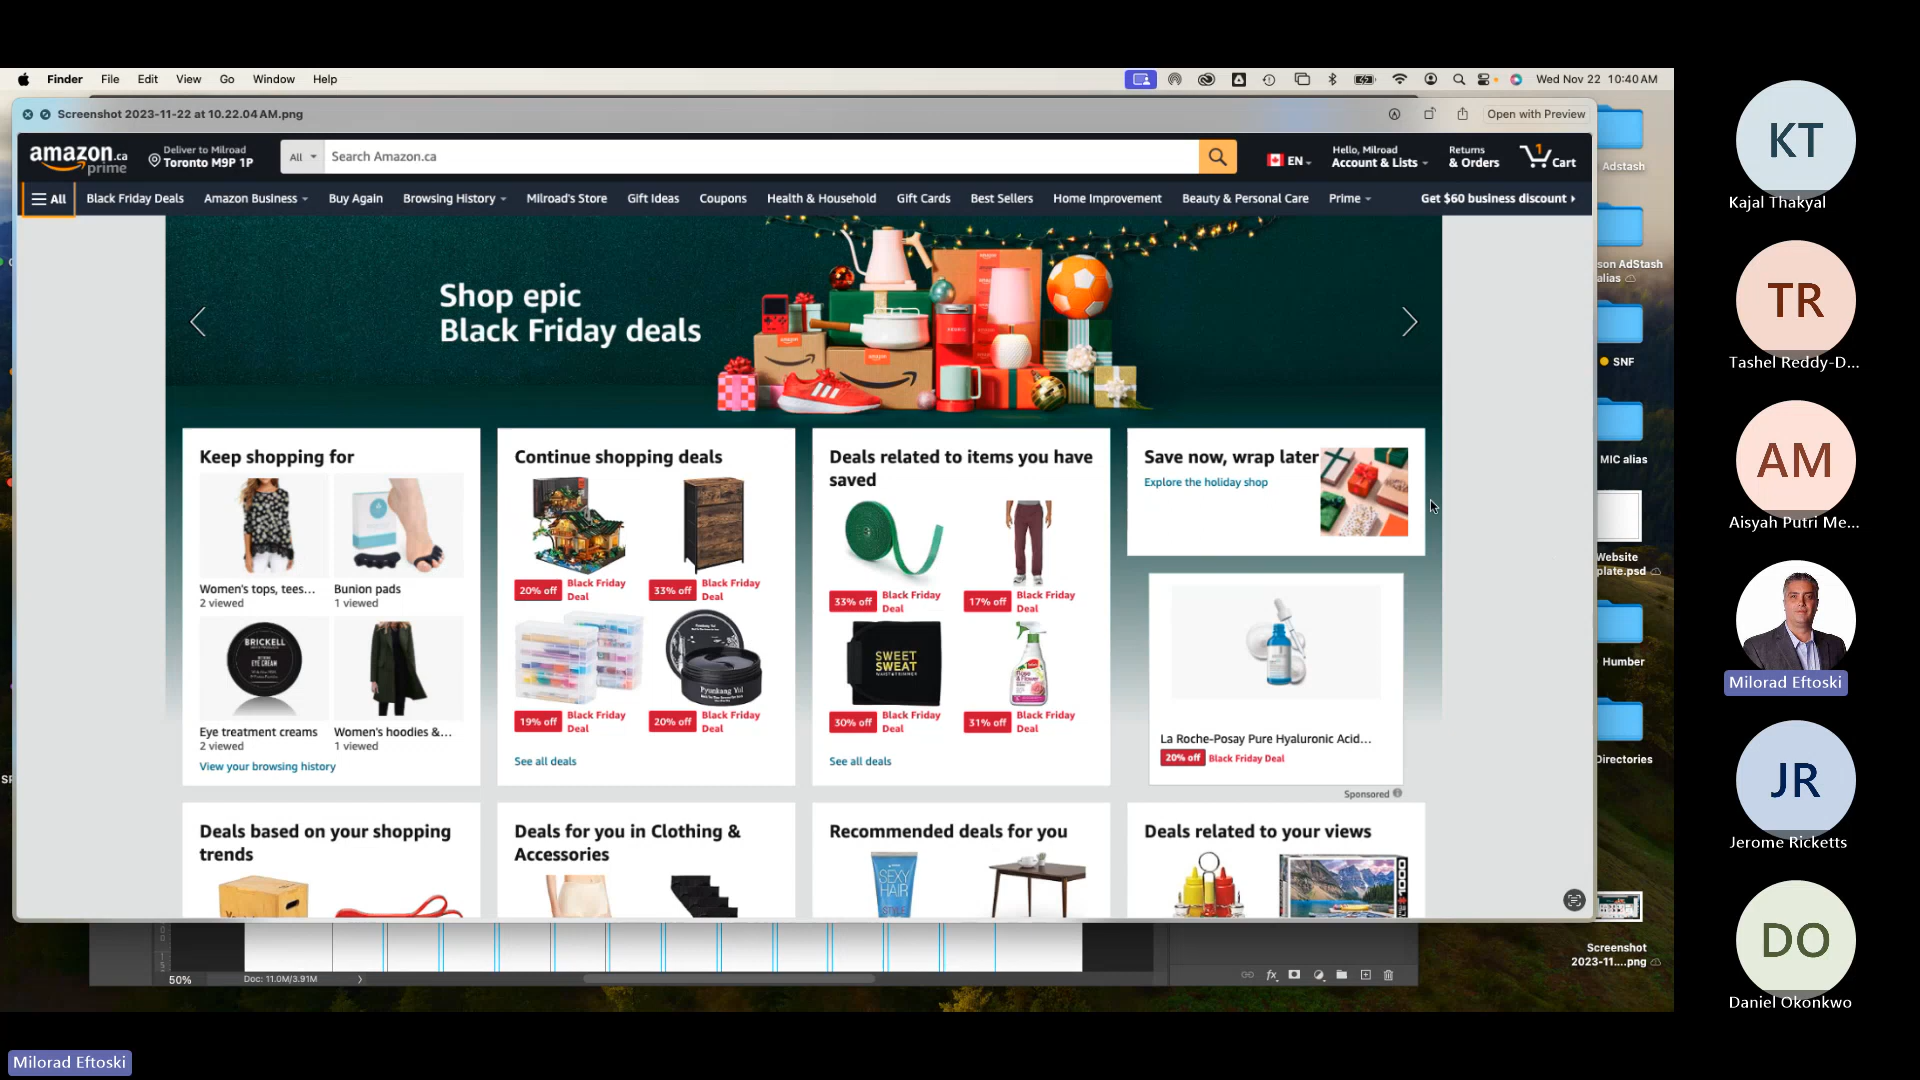 Finder File Edit View Go Window Help
Wed Nov 22 10:40 AM
Screenshot 2023-11-22 at 10.22.04 AM.png
Open with Preview
amazon.ca
prime
Deliver to Milroad
Toronto M9P 1P
All
Search Amazon.ca
EN
Hello, Milroad
Account & Lists
Returns
& Orders
1
Cart
All
Black Friday Deals
Amazon Business
Buy Again
Browsing History
Milroad's Store
Gift Ideas
Coupons
Health & Household
Gift Cards
Best Sellers
Home Improvement
Beauty & Personal Care
Prime
Get $60 business discount
Shop epic
Black Friday deals
Keep shopping for
Women's tops, tees...
2 viewed
Bunion pads
1 viewed
BRICKELL
EYE CREAM
Eye treatment creams
2 viewed
Women's hoodies &...
1 viewed
View your browsing history
Continue shopping deals
20% off
Black Friday
Deal
33% off
Black Friday
Deal
Pyunkang Yul
19% off
Black Friday
Deal
20% off
Black Friday
Deal
See all deals
Deals related to items you have
saved
33% off
Black Friday
Deal
17% off
Black Friday
Deal
SWEET
SWEAT
30% off
Black Friday
Deal
31% off
Black Friday
Deal
See all deals
Save now, wrap later
Explore the holiday shop
La Roche-Posay Pure Hyaluronic Acid...
20% off
Black Friday Deal
Sponsored
Deals based on your shopping
trends
Deals for you in Clothing &
Accessories
Recommended deals for you
SEXY
HAIR
Deals related to your views
1000
50%
Doc: 11.0M/3.91M
fx
Adstash
son AdStash
alias
SNF
MIC alias
Website
plate.psd
Humber
Directories
Screenshot
2023-11....png
KT
Kajal Thakyal
TR
Tashel Reddy-D...
AM
Aisyah Putri Me...
Milorad Eftoski
JR
Jerome Ricketts
DO
Daniel Okonkwo
Milorad Eftoski